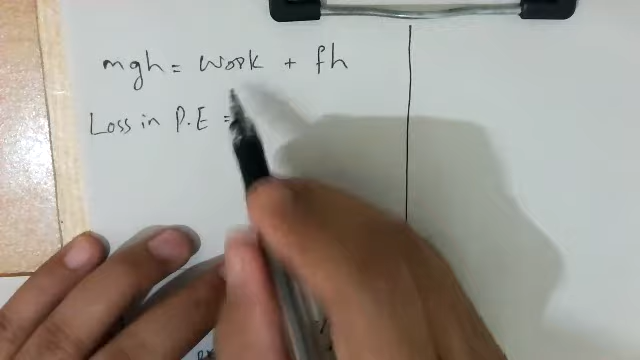 mgh = work + fh
Loss in P.E =